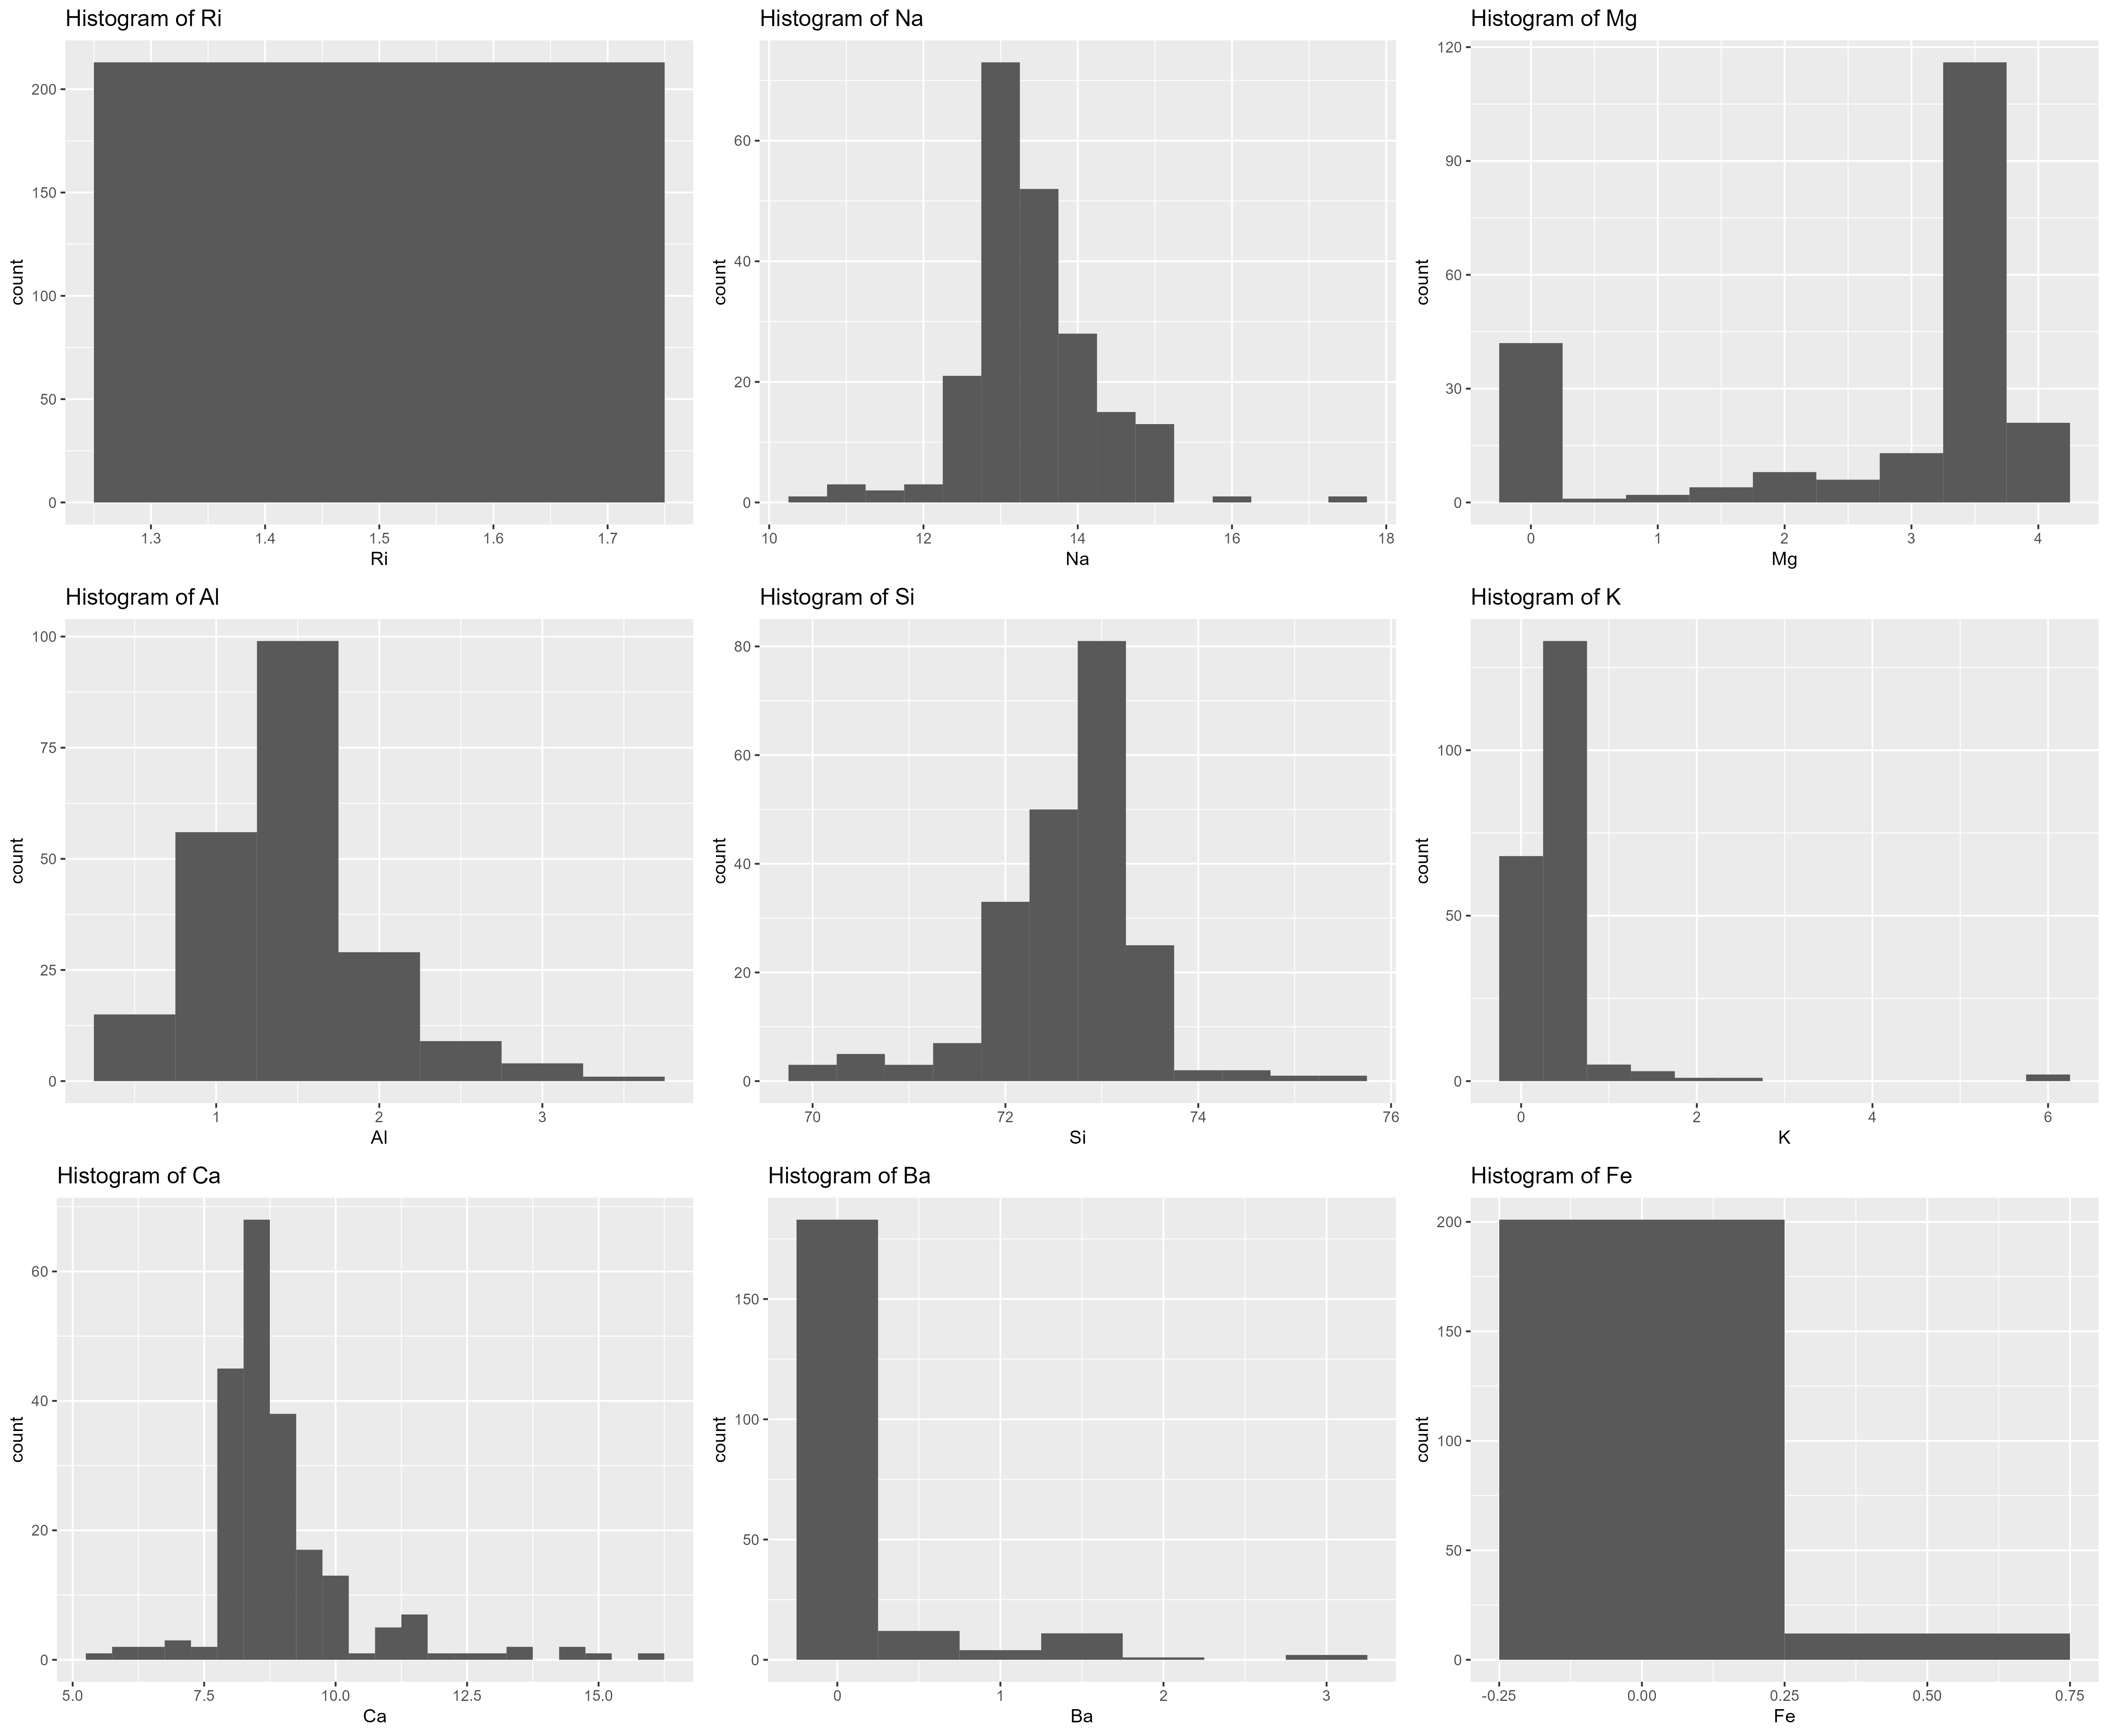 Histogram of Ri
Histogram of Na
Histogram of Mg
count
200
150
100
50
0
1.3 1.4 1.5 1.6 1.7
Ri
count
60
40
20
0
10 12 14 16 18
Na
count
120
90
60
30
0
0 1 2 3 4
Mg
Histogram of Al
Histogram of Si
Histogram of K
count
100
75
50
25
0
1 2 3
Al
count
80
60
40
20
0
70 72 74 76
Si
count
100
50
0
0 2 4 6
K
Histogram of Ca
Histogram of Ba
Histogram of Fe
count
60
40
20
0
5.0 7.5 10.0 12.5 15.0
Ca
count
150
100
50
0
0 1 2 3
Ba
count
200
150
100
50
0
-0.25 0.00 0.25 0.50 0.75
Fe